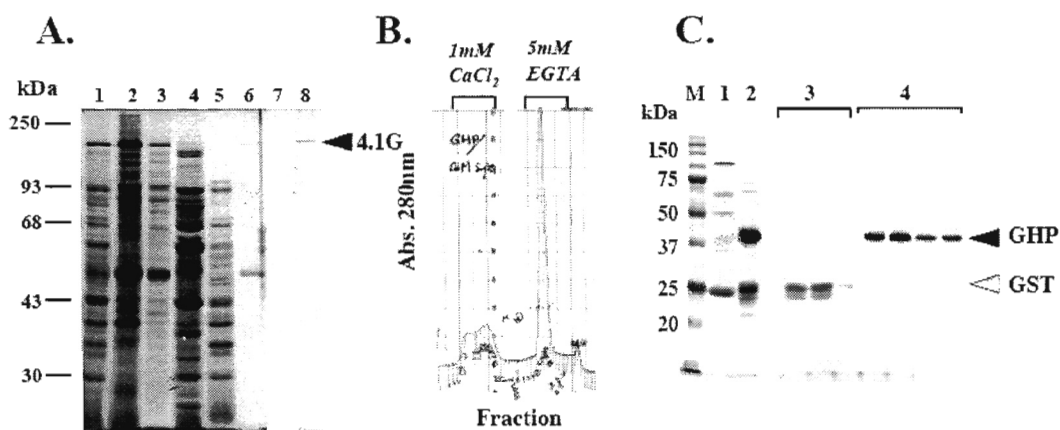 A.
kDa
1 2 3 4 5 6 7 8
250
93
68
43
30
4.1G
B.
1mM
CaCl2
5mM
EGTA
GHP/
Abs. 280nm
Fraction
C.
kDa
M 1 2 3 4
150
75
50
37
25
20
GHP
GST